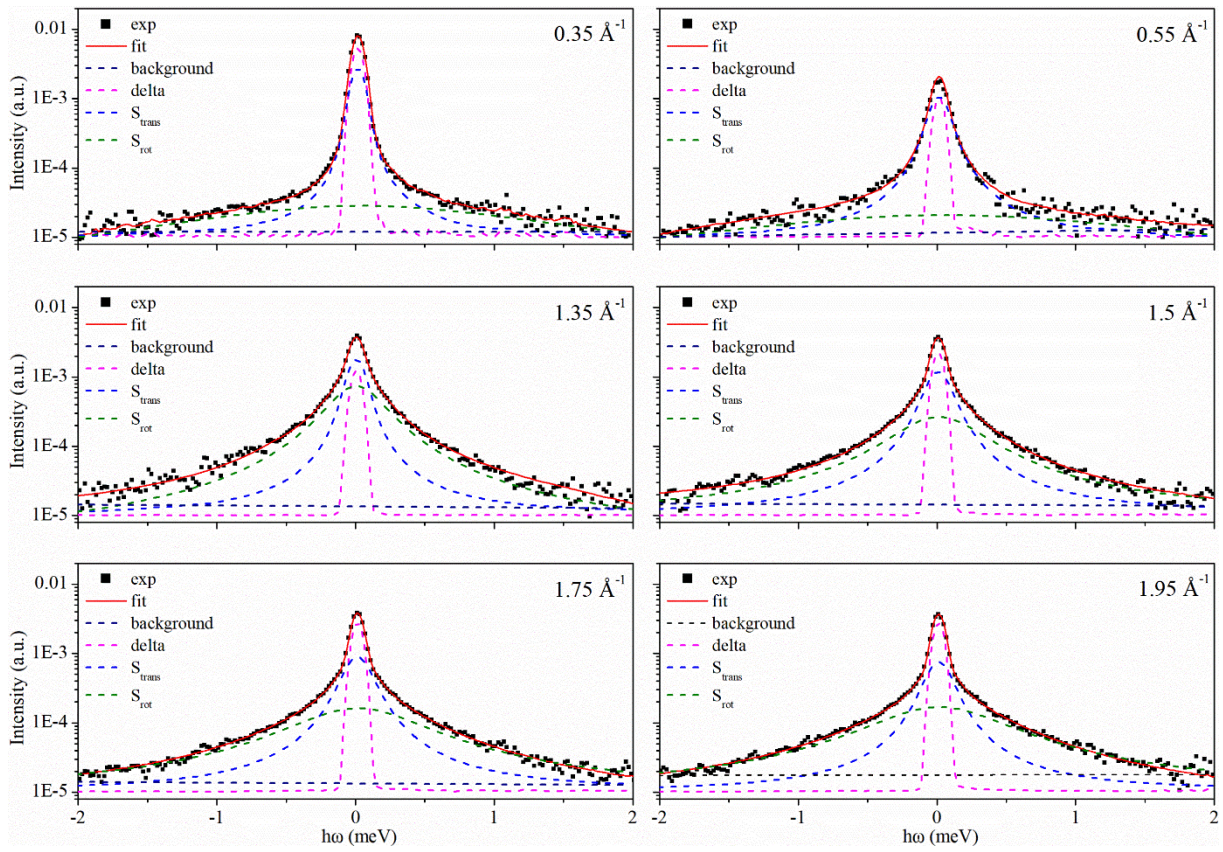 0.01
1E-3
1E-4
1E-5
Intensity (a.u.)
exp
fit
background
delta
S_trans
S_rot
0.35 Å⁻¹
exp
fit
background
delta
S_trans
S_rot
0.55 Å⁻¹
0.01
1E-3
1E-4
1E-5
Intensity (a.u.)
exp
fit
background
delta
S_trans
S_rot
1.35 Å⁻¹
exp
fit
background
delta
S_trans
S_rot
1.5 Å⁻¹
0.01
1E-3
1E-4
1E-5
Intensity (a.u.)
exp
fit
background
delta
S_trans
S_rot
1.75 Å⁻¹
-2 -1 0 1 2
hω (meV)
exp
fit
background
delta
S_trans
S_rot
1.95 Å⁻¹
-2 -1 0 1 2
hω (meV)